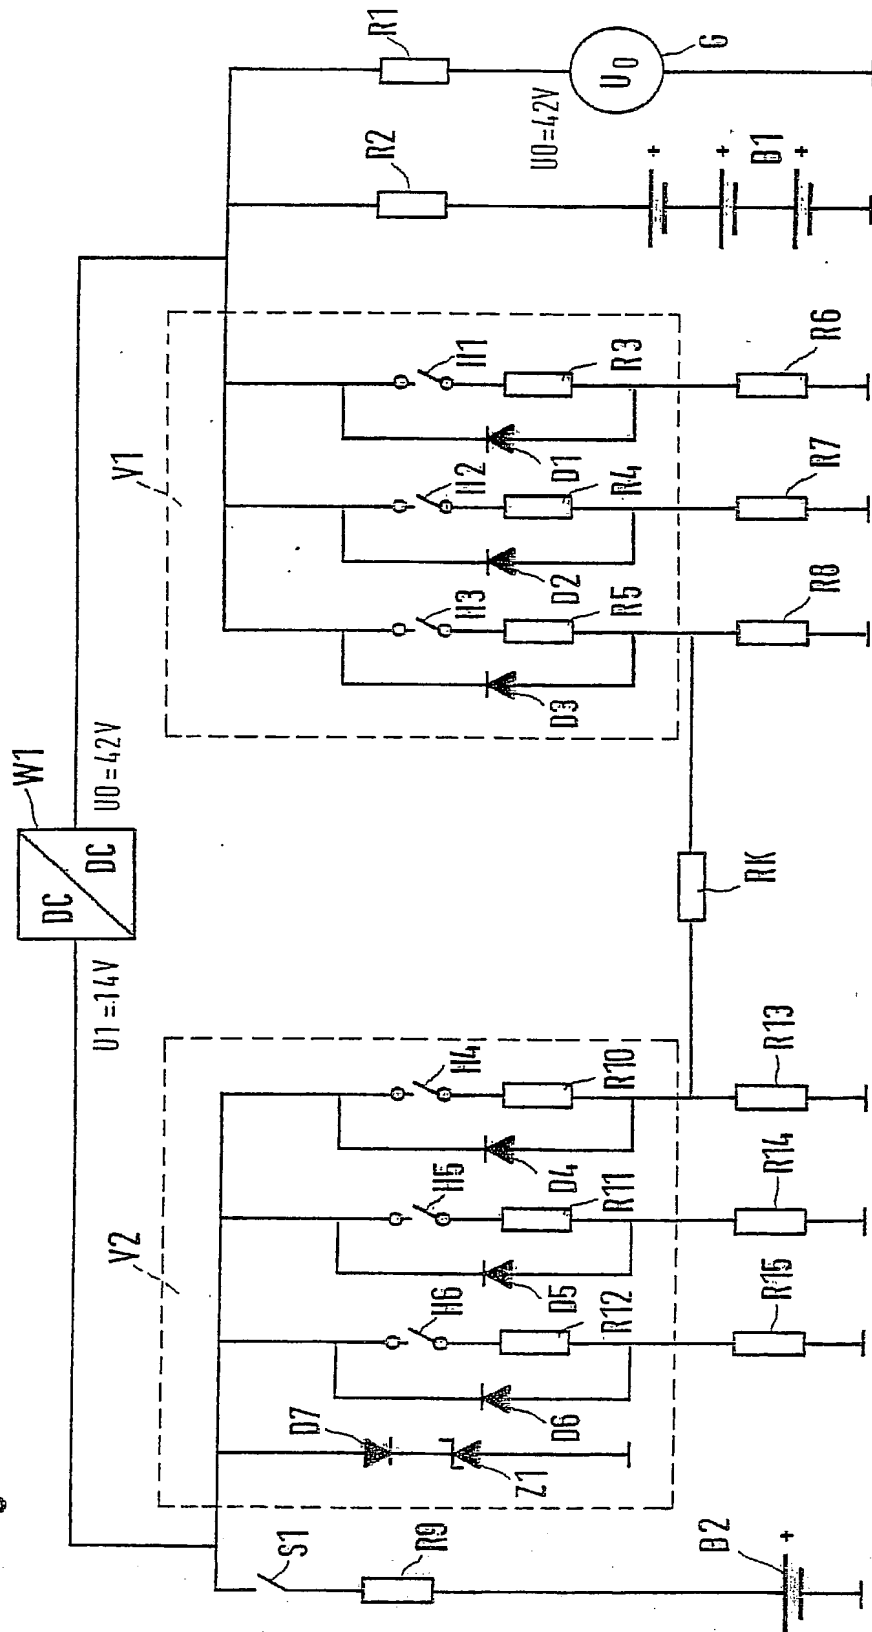 W1
DC
DC
U1=14V
U0=42V
V2
V1
S1
D7
H6
H5
H4
H3
H2
H1
R2
R1
R9
Z1
D6
R12
D5
R11
D4
R10
D3
R5
D2
R4
D1
R3
U0=42V
U0
G
B2
+
R15
R14
R13
RK
R8
R7
R6
B1
+
+
+